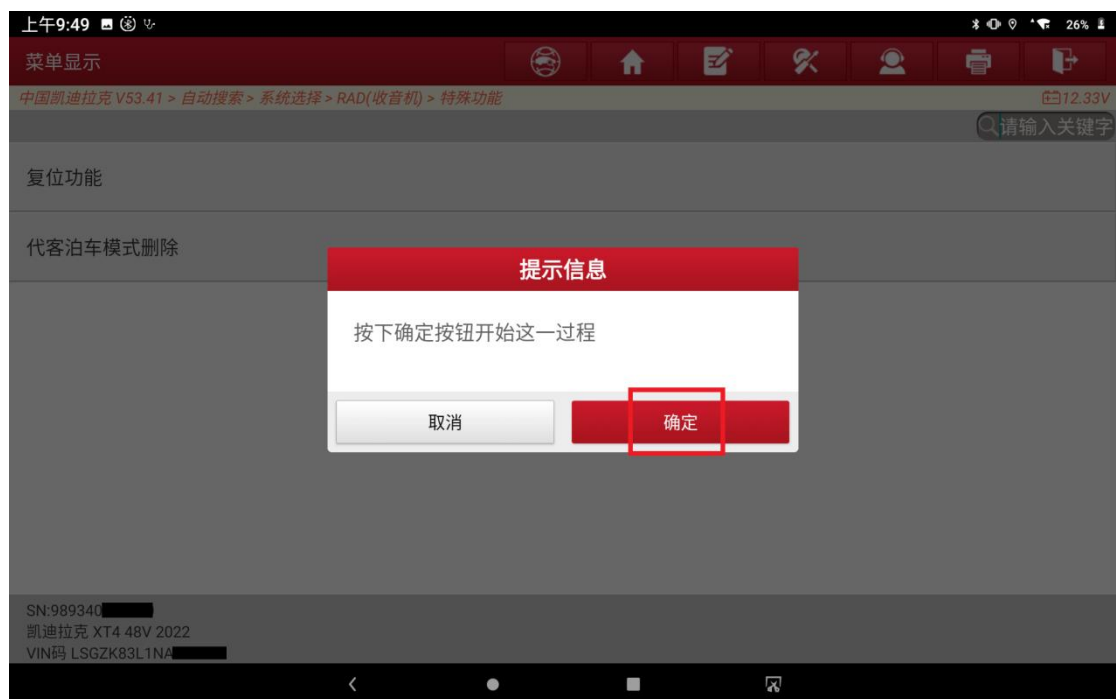 上午9:49
26%
菜单显示
中国凯迪拉克 V53.41 > 自动搜索 > 系统选择 > RAD(收音机) > 特殊功能
12.33V
请输入关键字
复位功能
代客泊车模式删除
提示信息
按下确定按钮开始这一过程
取消
确定
SN:989340
凯迪拉克 XT4 48V 2022
VIN码 LSGZK83L1NA